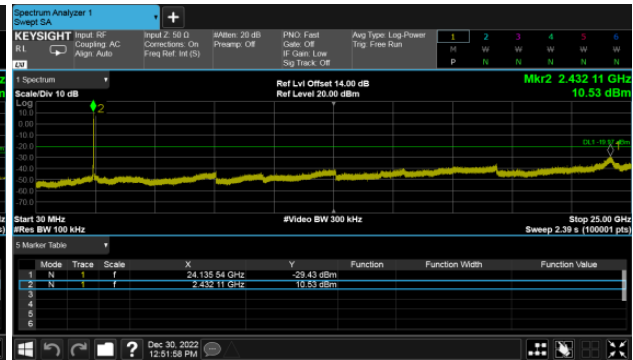 Spectrum Analyzer 1
Swept SA
+
KEYSIGHT Input: RF Input Z: 50 Ω #Atten: 20 dB PNO: Fast Avg Type: Log-Power 1 2 3 4 5 6
RL Coupling: AC Corrections: On Preamp: Off Gate: Off Trig: Free Run M W W W W W
Align: Auto Freq Ref: Int (S) IF Gain: Low P N N N N N
LXI Sig Track: Off
1 Spectrum Ref Lvl Offset 14.00 dB Mkr2 2.432 11 GHz
Scale/Div 10 dB Ref Level 20.00 dBm 10.53 dBm
Log
10.0
2
0.00
-10.0
-20.0
DL1 -19.97 dBm
1
-30.0
-40.0
-50.0
-60.0
-70.0
Start 30 MHz #Video BW 300 kHz Stop 25.00 GHz
#Res BW 100 kHz Sweep 2.39 s (100001 pts)
5 Marker Table
Mode Trace Scale X Y Function Function Width Function Value
1 N 1 f 24.135 54 GHz -29.43 dBm
2 N 1 f 2.432 11 GHz 10.53 dBm
3
4
5
6
? Dec 30, 2022
12:51:58 PM